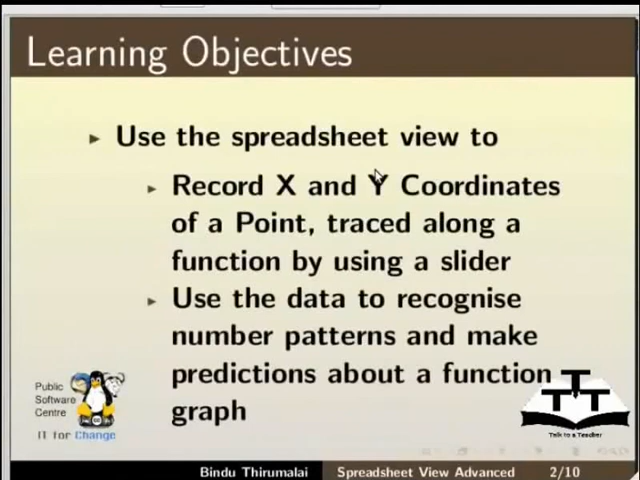 Learning Objectives
Use the spreadsheet view to
Record X and Y Coordinates
of a Point, traced along a
function by using a slider
Use the data to recognise
number patterns and make
predictions about a function
graph
Public
Software
Centre
IT for Change
TTT
Talk to a Teacher
Bindu Thirumalai Spreadsheet View Advanced 2/10